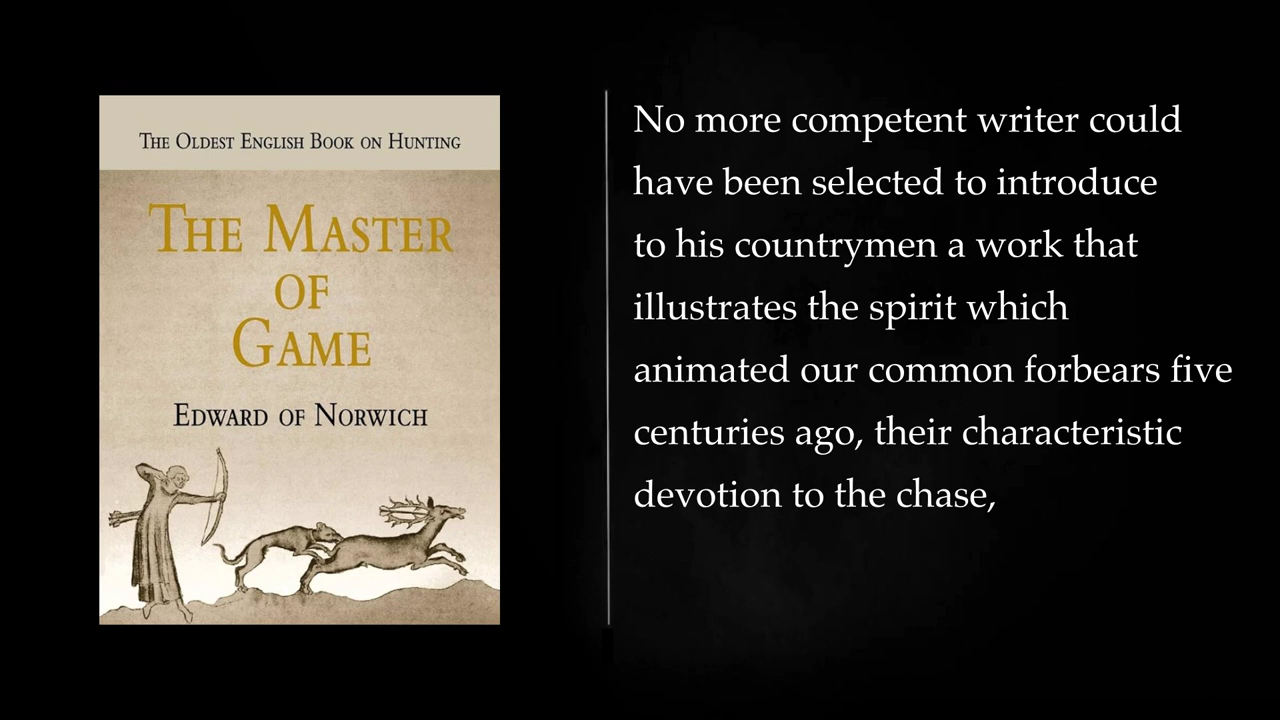 The Oldest English Book on Hunting
The Master
of
Game
Edward of Norwich
No more competent writer could
have been selected to introduce
to his countrymen a work that
illustrates the spirit which
animated our common forbears five
centuries ago, their characteristic
devotion to the chase,